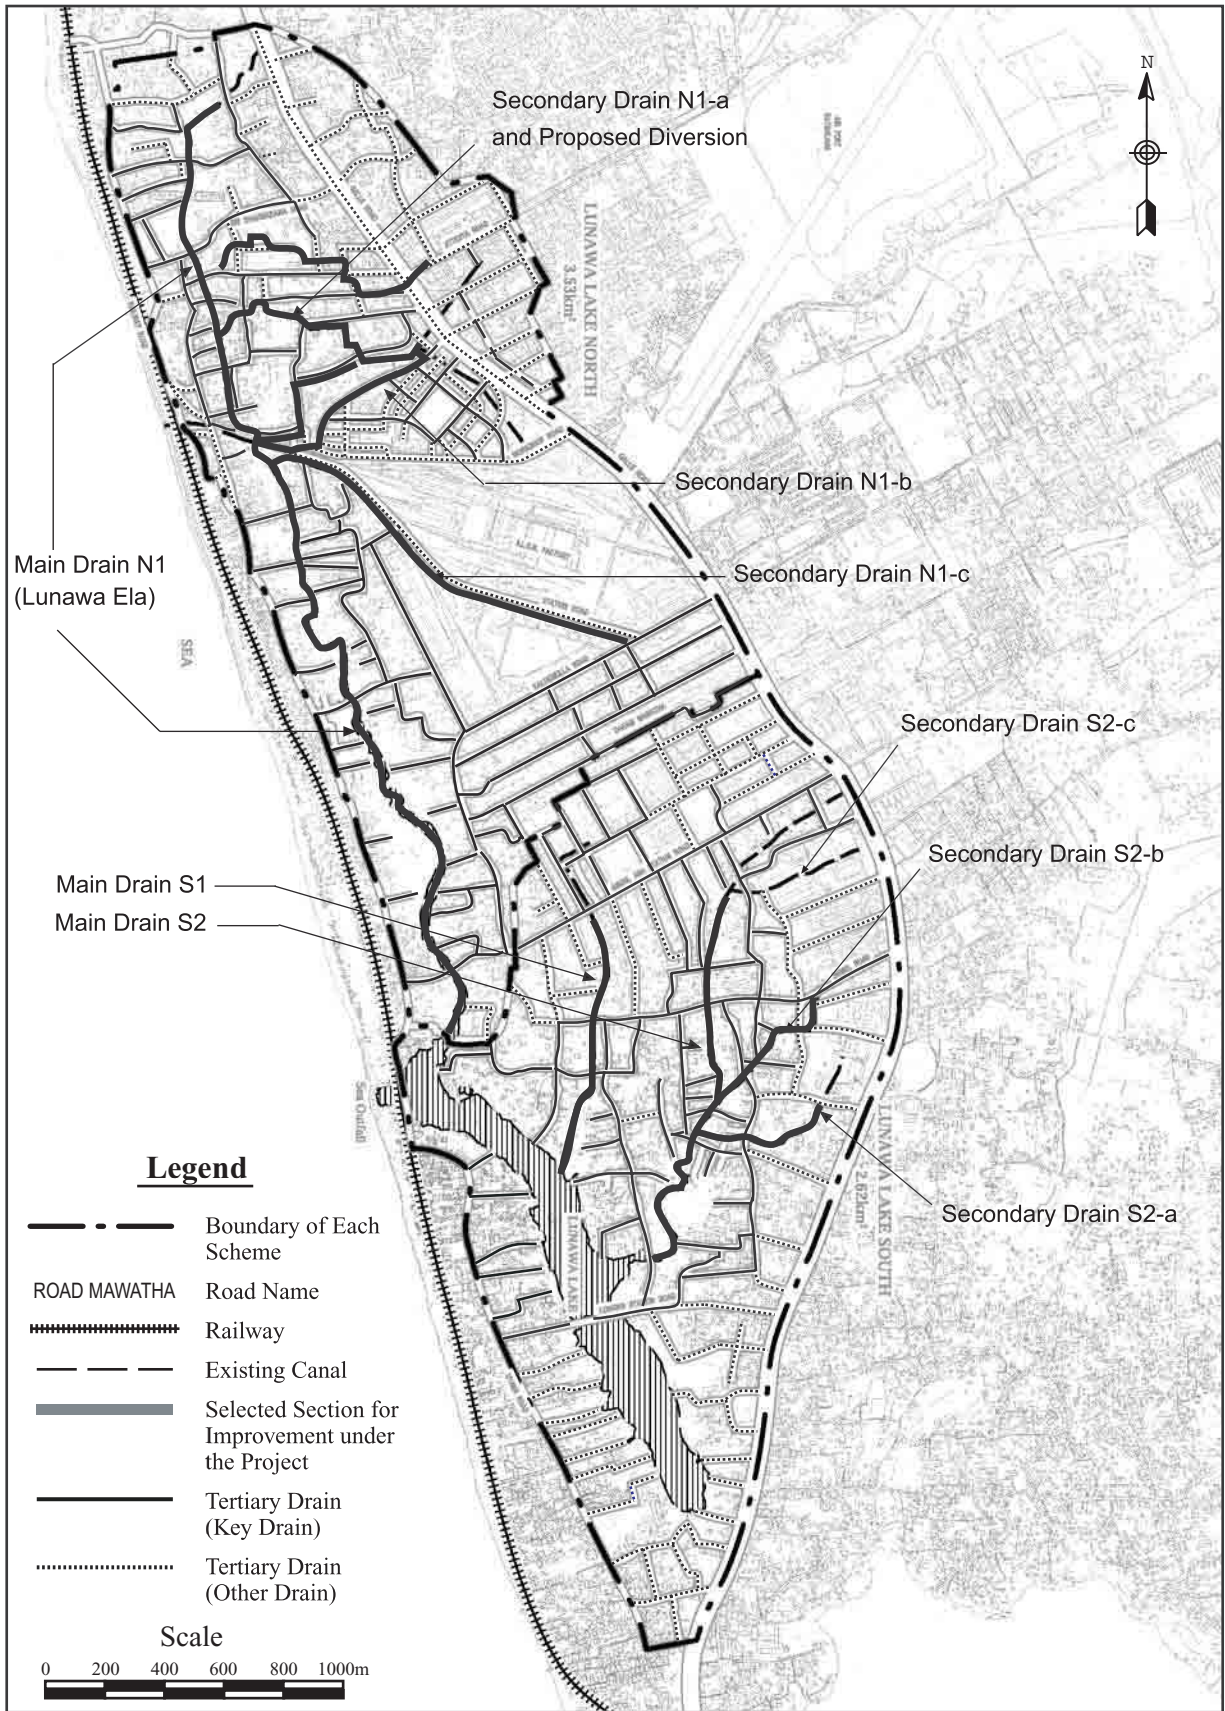 N
Secondary Drain N1-a
and Proposed Diversion
LUNAWA LAKE NORTH
3.53km²
Secondary Drain N1-b
Main Drain N1
(Lunawa Ela)
Secondary Drain N1-c
SEA
Secondary Drain S2-c
Secondary Drain S2-b
Main Drain S1
Main Drain S2
Sea Outfall
LUNAWA LAKE SOUTH
2.82km²
Secondary Drain S2-a
Legend
Boundary of Each
Scheme
ROAD MAWATHA
Road Name
Railway
Existing Canal
Selected Section for
Improvement under
the Project
Tertiary Drain
(Key Drain)
Tertiary Drain
(Other Drain)
Scale
0 200 400 600 800 1000m